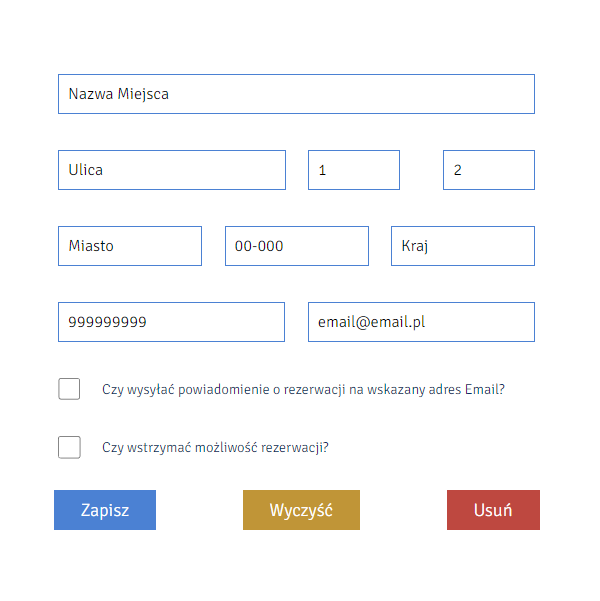 Nazwa Miejsca
Ulica 1 2
Miasto 00-000 Kraj
999999999 email@email.pl
Czy wysyłać powiadomienie o rezerwacji na wskazany adres Email?
Czy wstrzymać możliwość rezerwacji?
Zapisz Wyczyść Usuń